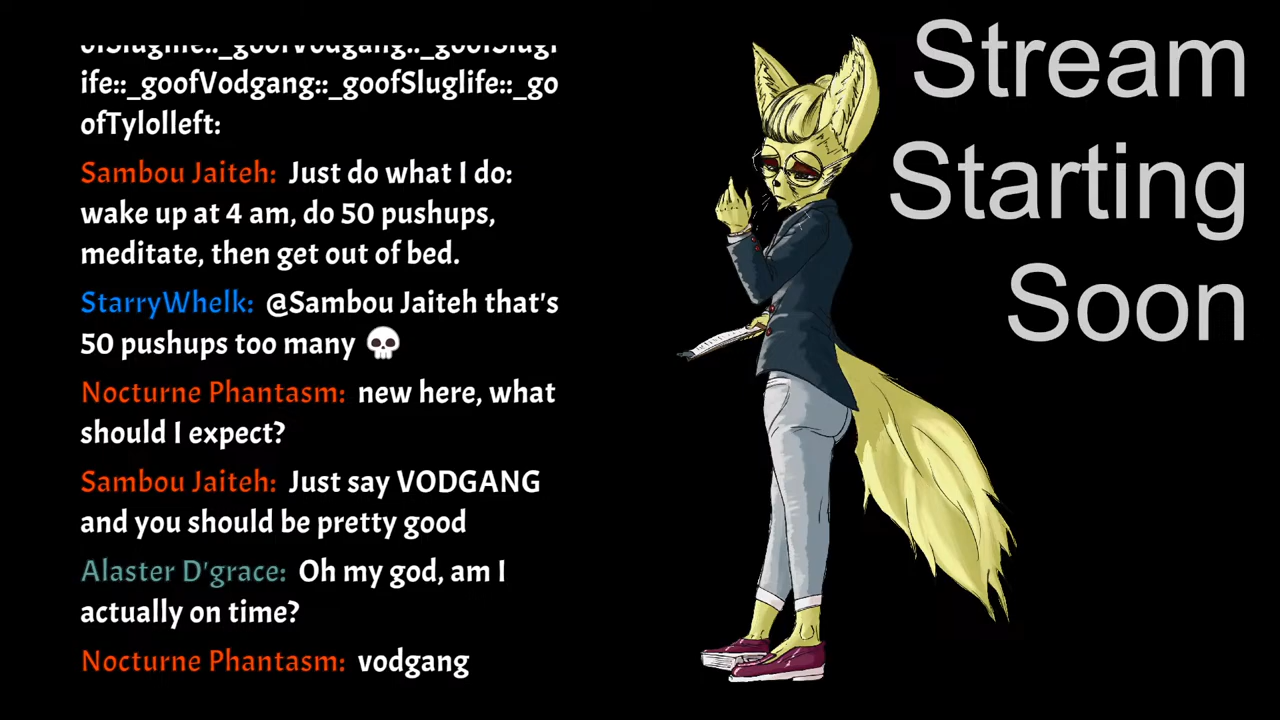 ofSluglife::_goofVodgang::_goofSlugl
ife::_goofVodgang::_goofSluglife::_go
ofTylolleft:
Sambou Jaiteh: Just do what I do:
wake up at 4 am, do 50 pushups,
meditate, then get out of bed.
StarryWhelk: @Sambou Jaiteh that's
50 pushups too many 💀
Nocturne Phantasm: new here, what
should I expect?
Sambou Jaiteh: Just say VODGANG
and you should be pretty good
Alaster D'grace: Oh my god, am I
actually on time?
Nocturne Phantasm: vodgang
Stream
Starting
Soon